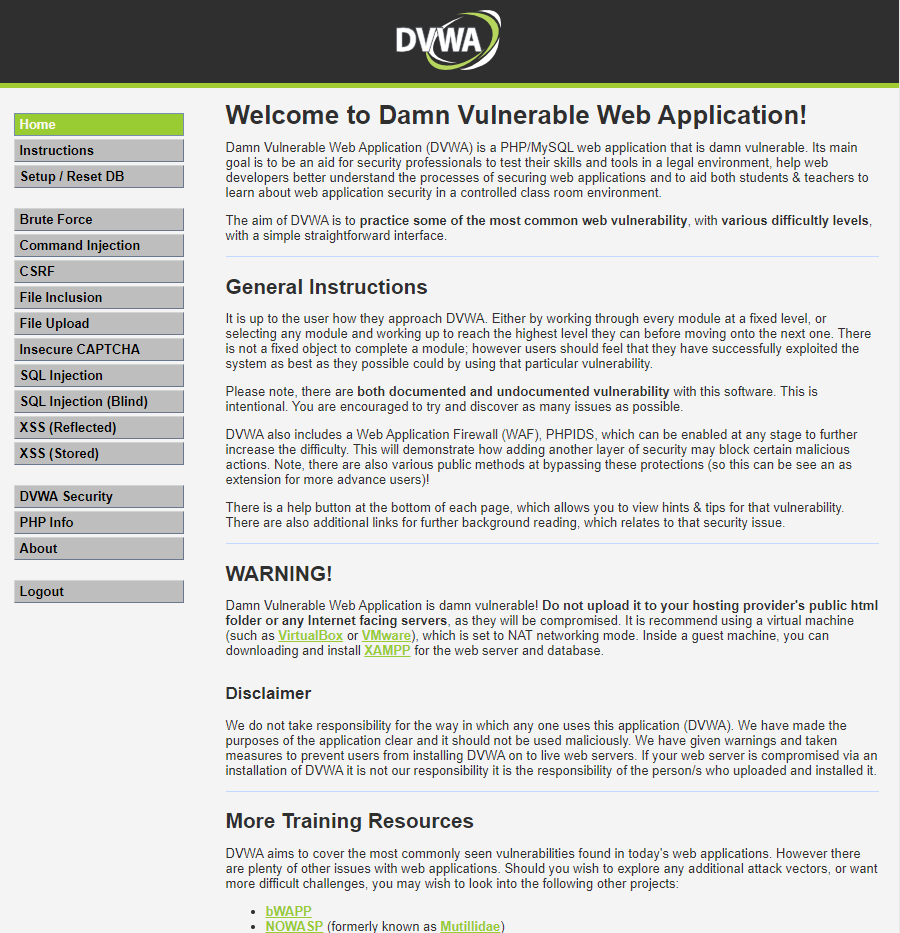 DVWA
Home
Instructions
Setup / Reset DB
Brute Force
Command Injection
CSRF
File Inclusion
File Upload
Insecure CAPTCHA
SQL Injection
SQL Injection (Blind)
XSS (Reflected)
XSS (Stored)
DVWA Security
PHP Info
About
Logout
Welcome to Damn Vulnerable Web Application!
Damn Vulnerable Web Application (DVWA) is a PHP/MySQL web application that is damn vulnerable. Its main
goal is to be an aid for security professionals to test their skills and tools in a legal environment, help web
developers better understand the processes of securing web applications and to aid both students & teachers to
learn about web application security in a controlled class room environment.
The aim of DVWA is to practice some of the most common web vulnerability, with various difficultly levels,
with a simple straightforward interface.
General Instructions
It is up to the user how they approach DVWA. Either by working through every module at a fixed level, or
selecting any module and working up to reach the highest level they can before moving onto the next one. There
is not a fixed object to complete a module; however users should feel that they have successfully exploited the
system as best as they possible could by using that particular vulnerability.
Please note, there are both documented and undocumented vulnerability with this software. This is
intentional. You are encouraged to try and discover as many issues as possible.
DVWA also includes a Web Application Firewall (WAF), PHPIDS, which can be enabled at any stage to further
increase the difficulty. This will demonstrate how adding another layer of security may block certain malicious
actions. Note, there are also various public methods at bypassing these protections (so this can be see an as
extension for more advance users)!
There is a help button at the bottom of each page, which allows you to view hints & tips for that vulnerability.
There are also additional links for further background reading, which relates to that security issue.
WARNING!
Damn Vulnerable Web Application is damn vulnerable! Do not upload it to your hosting provider's public html
folder or any Internet facing servers, as they will be compromised. It is recommend using a virtual machine
(such as VirtualBox or VMware), which is set to NAT networking mode. Inside a guest machine, you can
downloading and install XAMPP for the web server and database.
Disclaimer
We do not take responsibility for the way in which any one uses this application (DVWA). We have made the
purposes of the application clear and it should not be used maliciously. We have given warnings and taken
measures to prevent users from installing DVWA on to live web servers. If your web server is compromised via an
installation of DVWA it is not our responsibility it is the responsibility of the person/s who uploaded and installed it.
More Training Resources
DVWA aims to cover the most commonly seen vulnerabilities found in today's web applications. However there
are plenty of other issues with web applications. Should you wish to explore any additional attack vectors, or want
more difficult challenges, you may wish to look into the following other projects:
• bWAPP
• NOWASP (formerly known as Mutillidae)